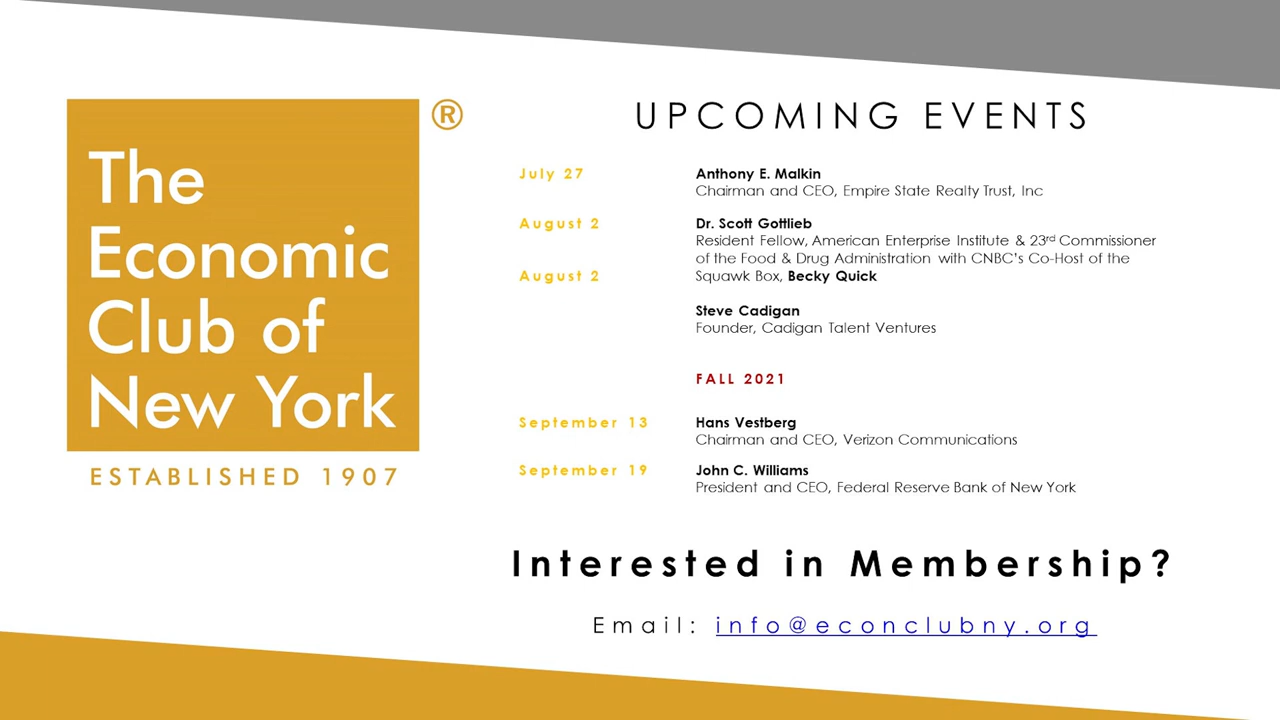 The
Economic
Club of
New York
®
ESTABLISHED 1907
UPCOMING EVENTS
July 27
Anthony E. Malkin
Chairman and CEO, Empire State Realty Trust, Inc
August 2
Dr. Scott Gottlieb
Resident Fellow, American Enterprise Institute & 23rd Commissioner
of the Food & Drug Administration with CNBC's Co-Host of the
August 2
Squawk Box, Becky Quick
Steve Cadigan
Founder, Cadigan Talent Ventures
FALL 2021
September 13
Hans Vestberg
Chairman and CEO, Verizon Communications
September 19
John C. Williams
President and CEO, Federal Reserve Bank of New York
Interested in Membership?
Email: info@econclubny.org